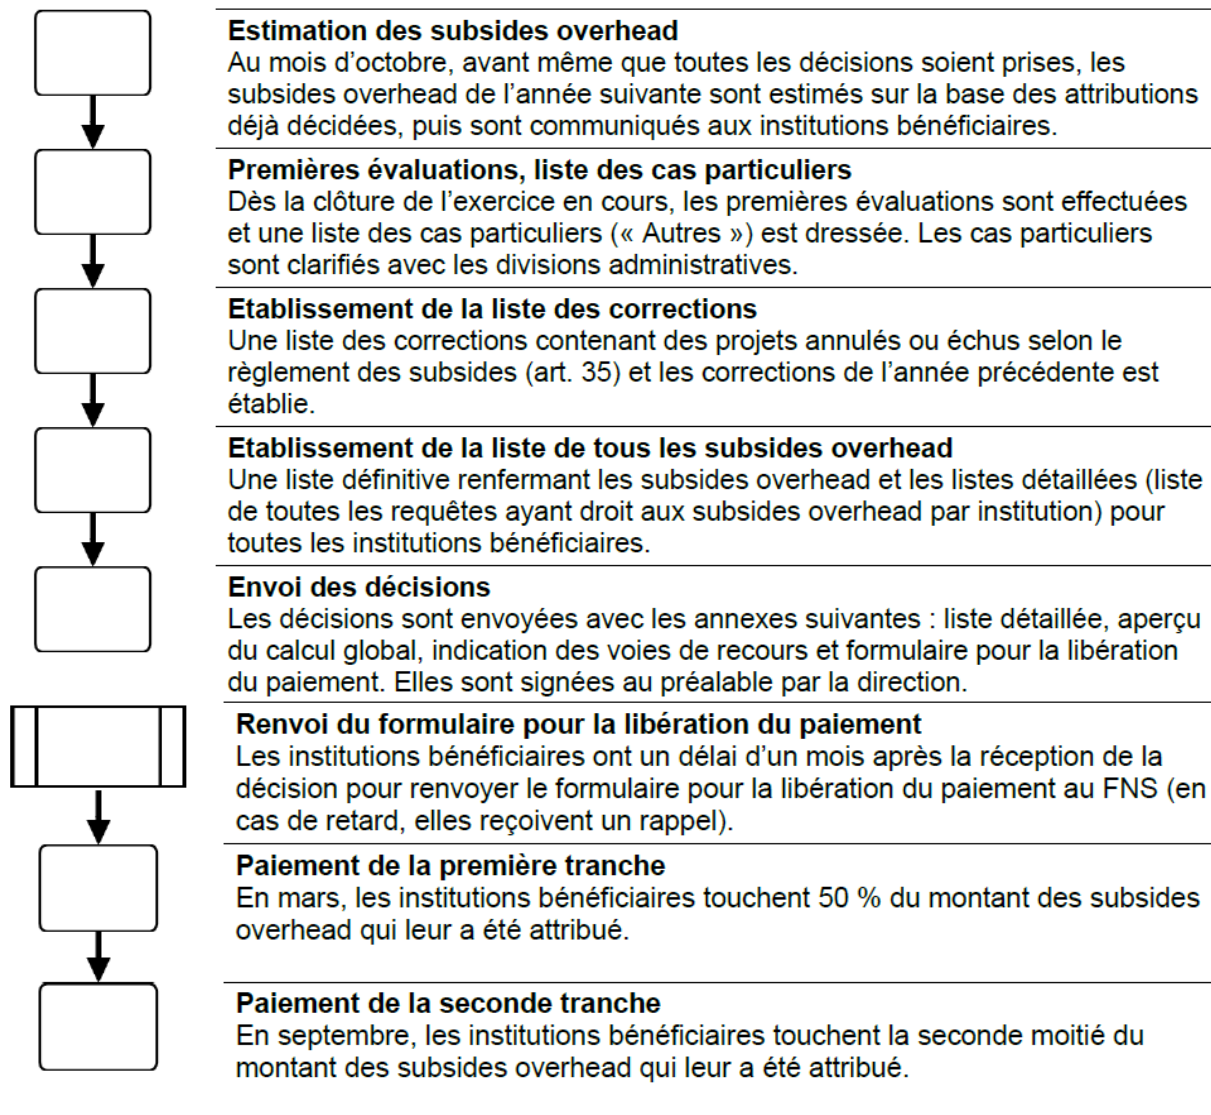 Estimation des subsides overhead
Au mois d’octobre, avant même que toutes les décisions soient prises, les
subsides overhead de l’année suivante sont estimés sur la base des attributions
déjà décidées, puis sont communiqués aux institutions bénéficiaires.
Premières évaluations, liste des cas particuliers
Dès la clôture de l’exercice en cours, les premières évaluations sont effectuées
et une liste des cas particuliers (« Autres ») est dressée. Les cas particuliers
sont clarifiés avec les divisions administratives.
Etablissement de la liste des corrections
Une liste des corrections contenant des projets annulés ou échus selon le
règlement des subsides (art. 35) et les corrections de l’année précédente est
établie.
Etablissement de la liste de tous les subsides overhead
Une liste définitive renfermant les subsides overhead et les listes détaillées (liste
de toutes les requêtes ayant droit aux subsides overhead par institution) pour
toutes les institutions bénéficiaires.
Envoi des décisions
Les décisions sont envoyées avec les annexes suivantes : liste détaillée, aperçu
du calcul global, indication des voies de recours et formulaire pour la libération
du paiement. Elles sont signées au préalable par la direction.
Renvoi du formulaire pour la libération du paiement
Les institutions bénéficiaires ont un délai d’un mois après la réception de la
décision pour renvoyer le formulaire pour la libération du paiement au FNS (en
cas de retard, elles reçoivent un rappel).
Paiement de la première tranche
En mars, les institutions bénéficiaires touchent 50 % du montant des subsides
overhead qui leur a été attribué.
Paiement de la seconde tranche
En septembre, les institutions bénéficiaires touchent la seconde moitié du
montant des subsides overhead qui leur a été attribué.